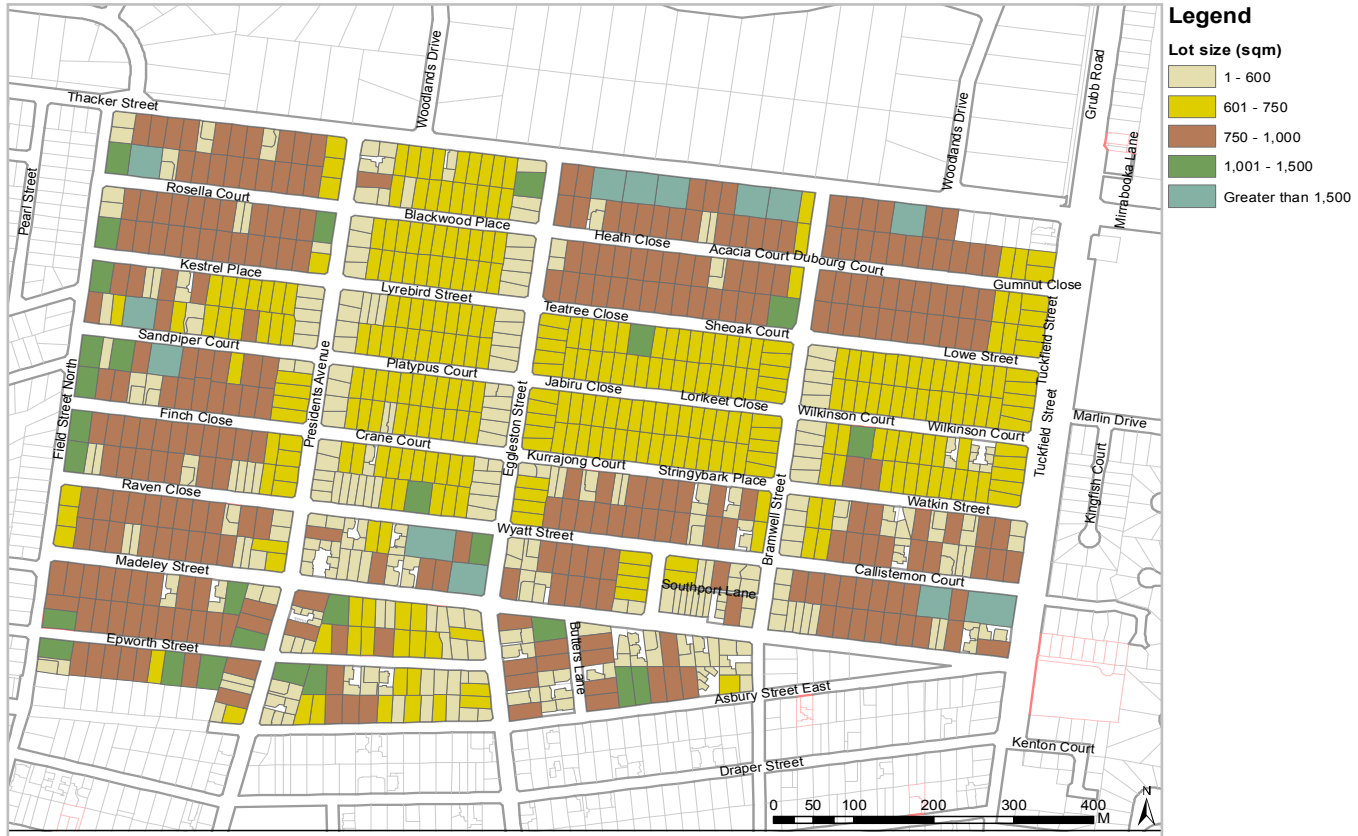 Legend
Lot size (sqm)
1 - 600
601 - 750
750 - 1,000
1,001 - 1,500
Greater than 1,500
Woodlands Drive
Woodlands Drive
Grubb Road
Mirrabooka Lane
Thacker Street
Pearl Street
Rosella Court
Blackwood Place
Heath Close
Acacia Court
Dubourg Court
Gumnut Close
Kestrel Place
Lyrebird Street
Teatree Close
Sheoak Court
Lowe Street
Tuckfield Street
Sandpiper Court
Platypus Court
Jabiru Close
Lorikeet Close
Wilkinson Court
Wilkinson Court
Marlin Drive
Field Street North
Presidents Avenue
Eggleston Street
Tuckfield Street
Kingfish Court
Finch Close
Crane Court
Kurrajong Court
Stringybark Place
Bramwell Street
Watkin Street
Raven Close
Wyatt Street
Callistemon Court
Madeley Street
Southport Lane
Epworth Street
Butlers Lane
Asbury Street East
Draper Street
Kenton Court
0 50 100 200 300 400
M
N